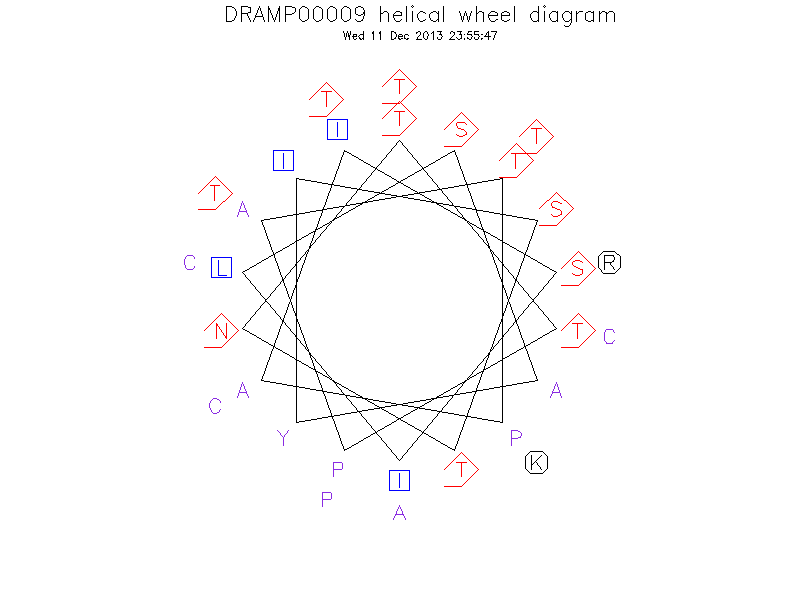 DRAMP00009 helical wheel diagram
Wed 11 Dec 2013 23:55:47
T
T
I
T
S
T
T
I
T
A
S
C
L
S
R
N
T
C
A
C
A
Y
P
P
I
T
K
P
A